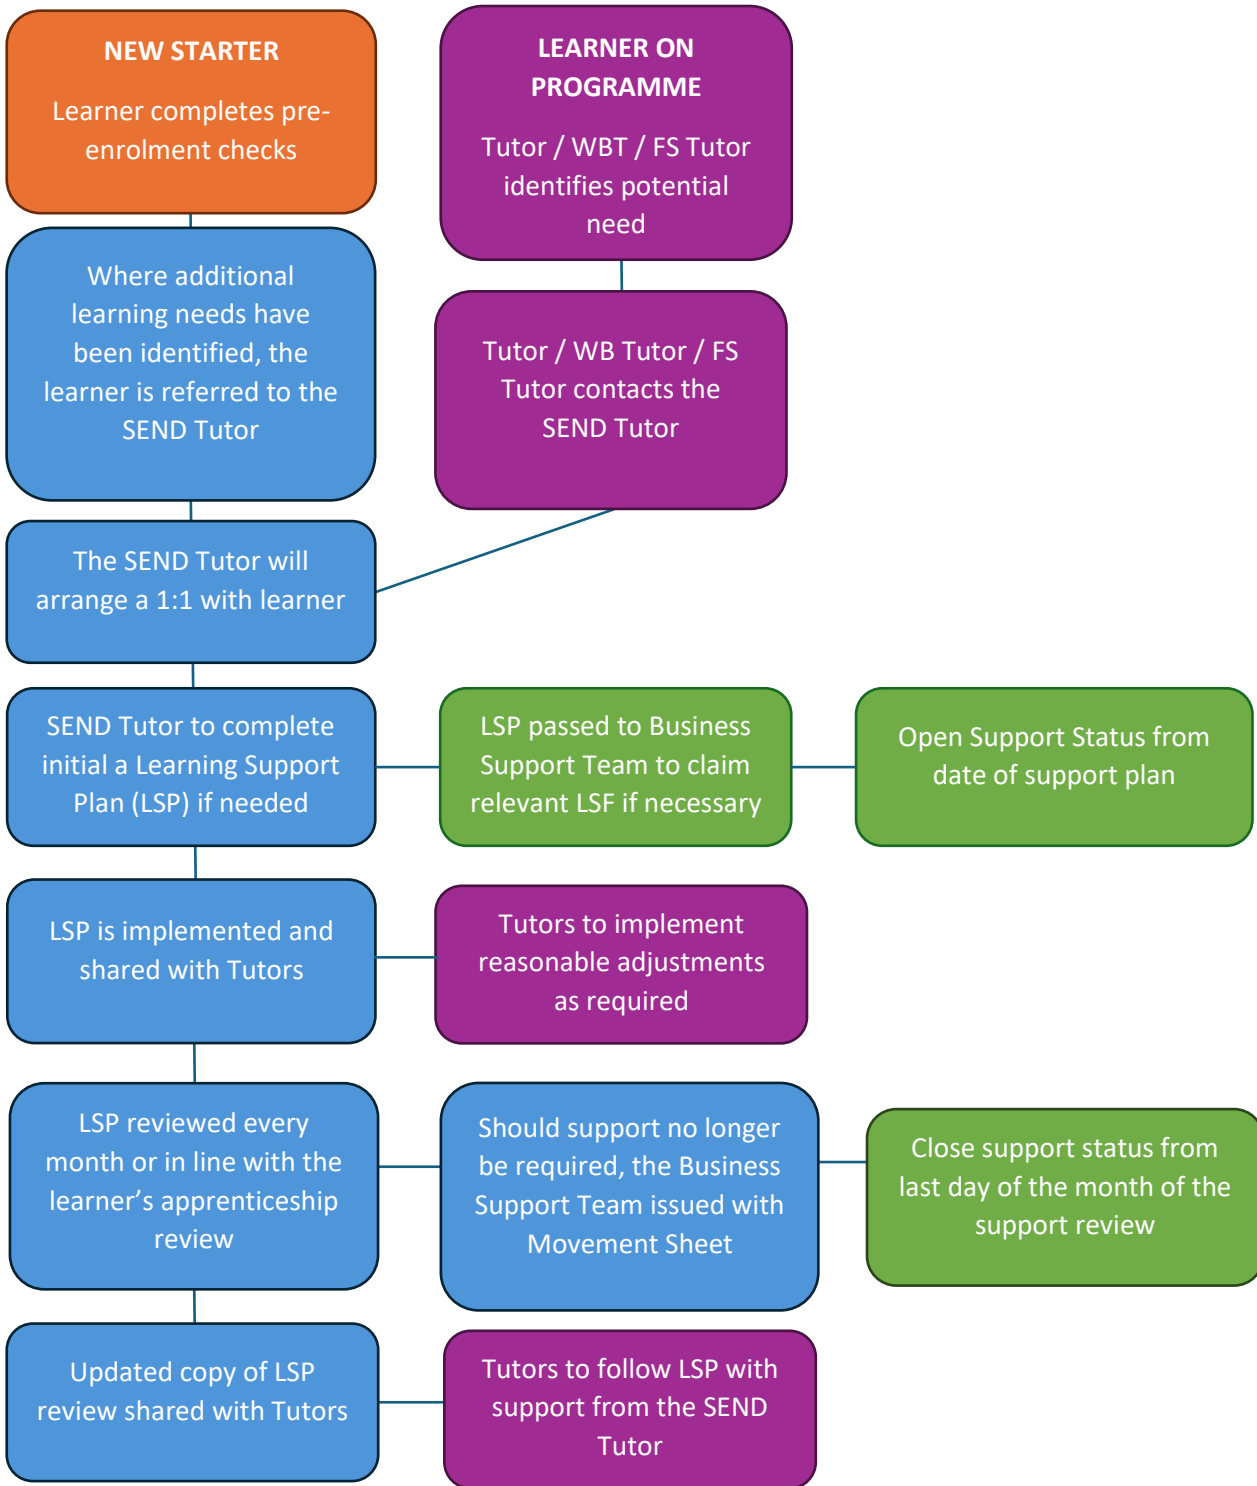 NEW STARTER
Learner completes pre-
enrolment checks
LEARNER ON
PROGRAMME
Tutor / WBT / FS Tutor
identifies potential
need
Where additional
learning needs have
been identified, the
learner is referred to the
SEND Tutor
Tutor / WB Tutor / FS
Tutor contacts the
SEND Tutor
The SEND Tutor will
arrange a 1:1 with learner
SEND Tutor to complete
initial a Learning Support
Plan (LSP) if needed
LSP passed to Business
Support Team to claim
relevant LSF if necessary
Open Support Status from
date of support plan
LSP is implemented and
shared with Tutors
Tutors to implement
reasonable adjustments
as required
LSP reviewed every
month or in line with the
learner’s apprenticeship
review
Should support no longer
be required, the Business
Support Team issued with
Movement Sheet
Close support status from
last day of the month of the
support review
Updated copy of LSP
review shared with Tutors
Tutors to follow LSP with
support from the SEND
Tutor